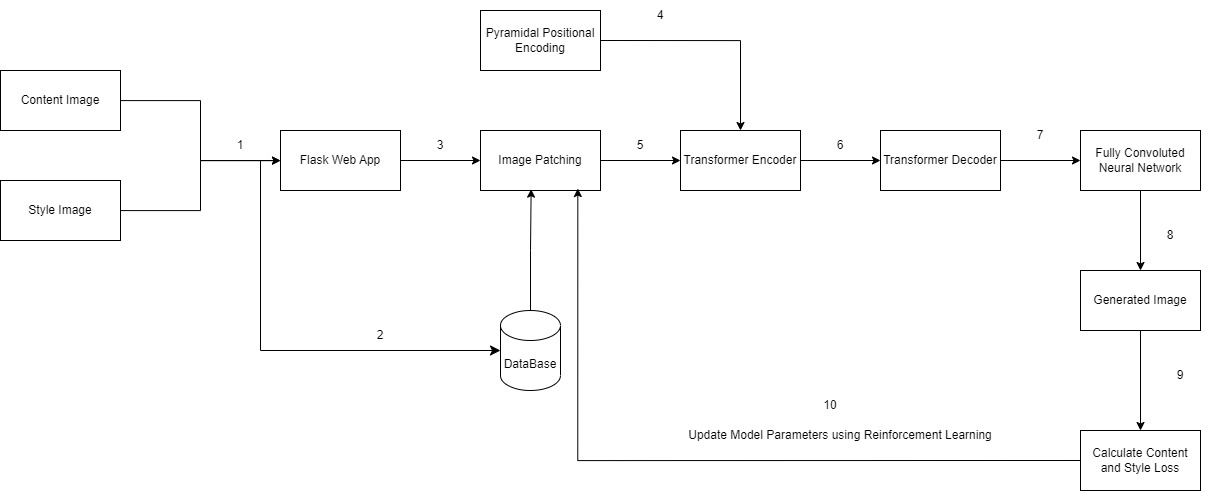 4
Pyramidal Positional
Encoding
Content Image
1
Flask Web App
3
Image Patching
5
Transformer Encoder
6
Transformer Decoder
7
Fully Convoluted
Neural Network
Style Image
8
Generated Image
2
DataBase
9
10
Update Model Parameters using Reinforcement Learning
Calculate Content
and Style Loss